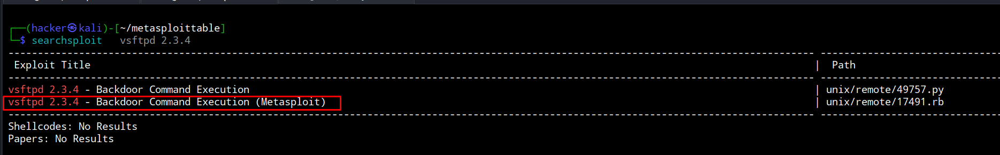 (hacker㉿kali)-[~/metasploittable]
$ searchsploit vsftpd 2.3.4
Exploit Title | Path
vsftpd 2.3.4 - Backdoor Command Execution | unix/remote/49757.py
vsftpd 2.3.4 - Backdoor Command Execution (Metasploit) | unix/remote/17491.rb
Shellcodes: No Results
Papers: No Results